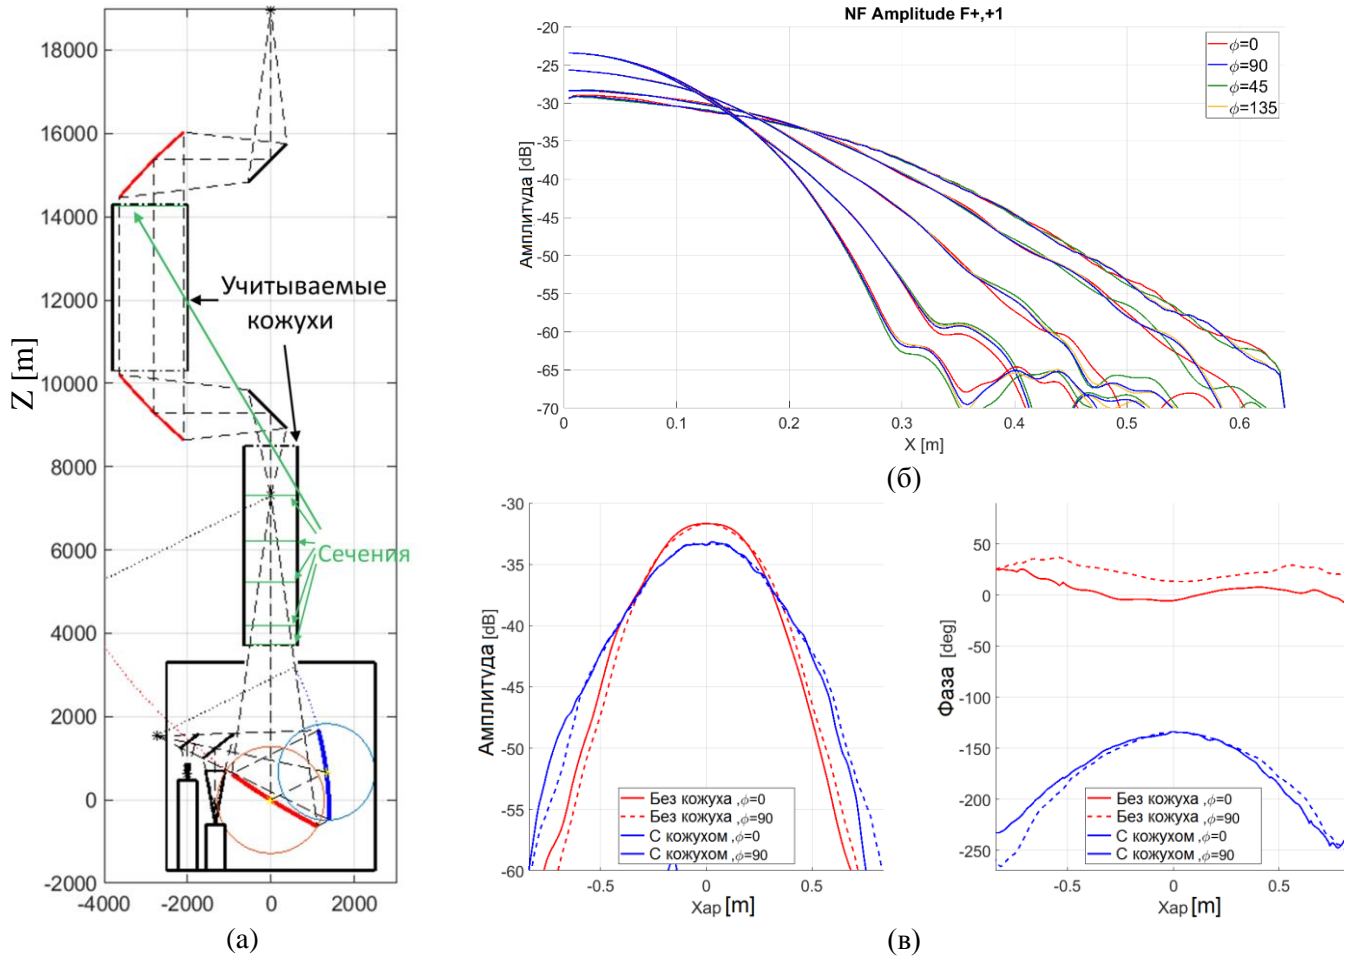 Z [m]
18000
16000
14000
12000
10000
8000
6000
4000
2000
0
-2000
-4000
-2000
0
2000
Учитываемые
кожухи
Сечения
(а)
NF Amplitude F+,+1
Амплитуда [dB]
-20
-25
-30
-35
-40
-45
-50
-55
-60
-65
-70
0
0.1
0.2
0.3
0.4
0.5
0.6
X [m]
ϕ=0
ϕ=90
ϕ=45
ϕ=135
(б)
Амплитуда [dB]
-30
-35
-40
-45
-50
-55
-60
-0.5
0
0.5
Xap [m]
Без кожуха ,ϕ=0
Без кожуха ,ϕ=90
С кожухом ,ϕ=0
С кожухом ,ϕ=90
Фаза [deg]
50
0
-50
-100
-150
-200
-250
-0.5
0
0.5
Xap [m]
Без кожуха ,ϕ=0
Без кожуха ,ϕ=90
С кожухом ,ϕ=0
С кожухом ,ϕ=90
(в)